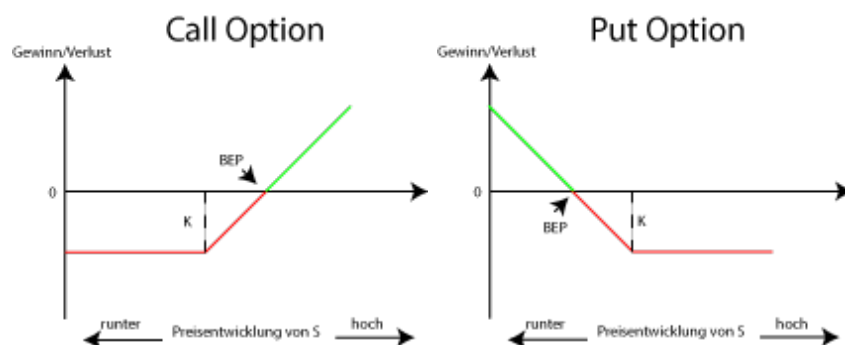 Call Option
Gewinn/Verlust
BEP
0
K
runter
Preisentwicklung von S
hoch
Put Option
Gewinn/Verlust
0
BEP
K
runter
Preisentwicklung von S
hoch